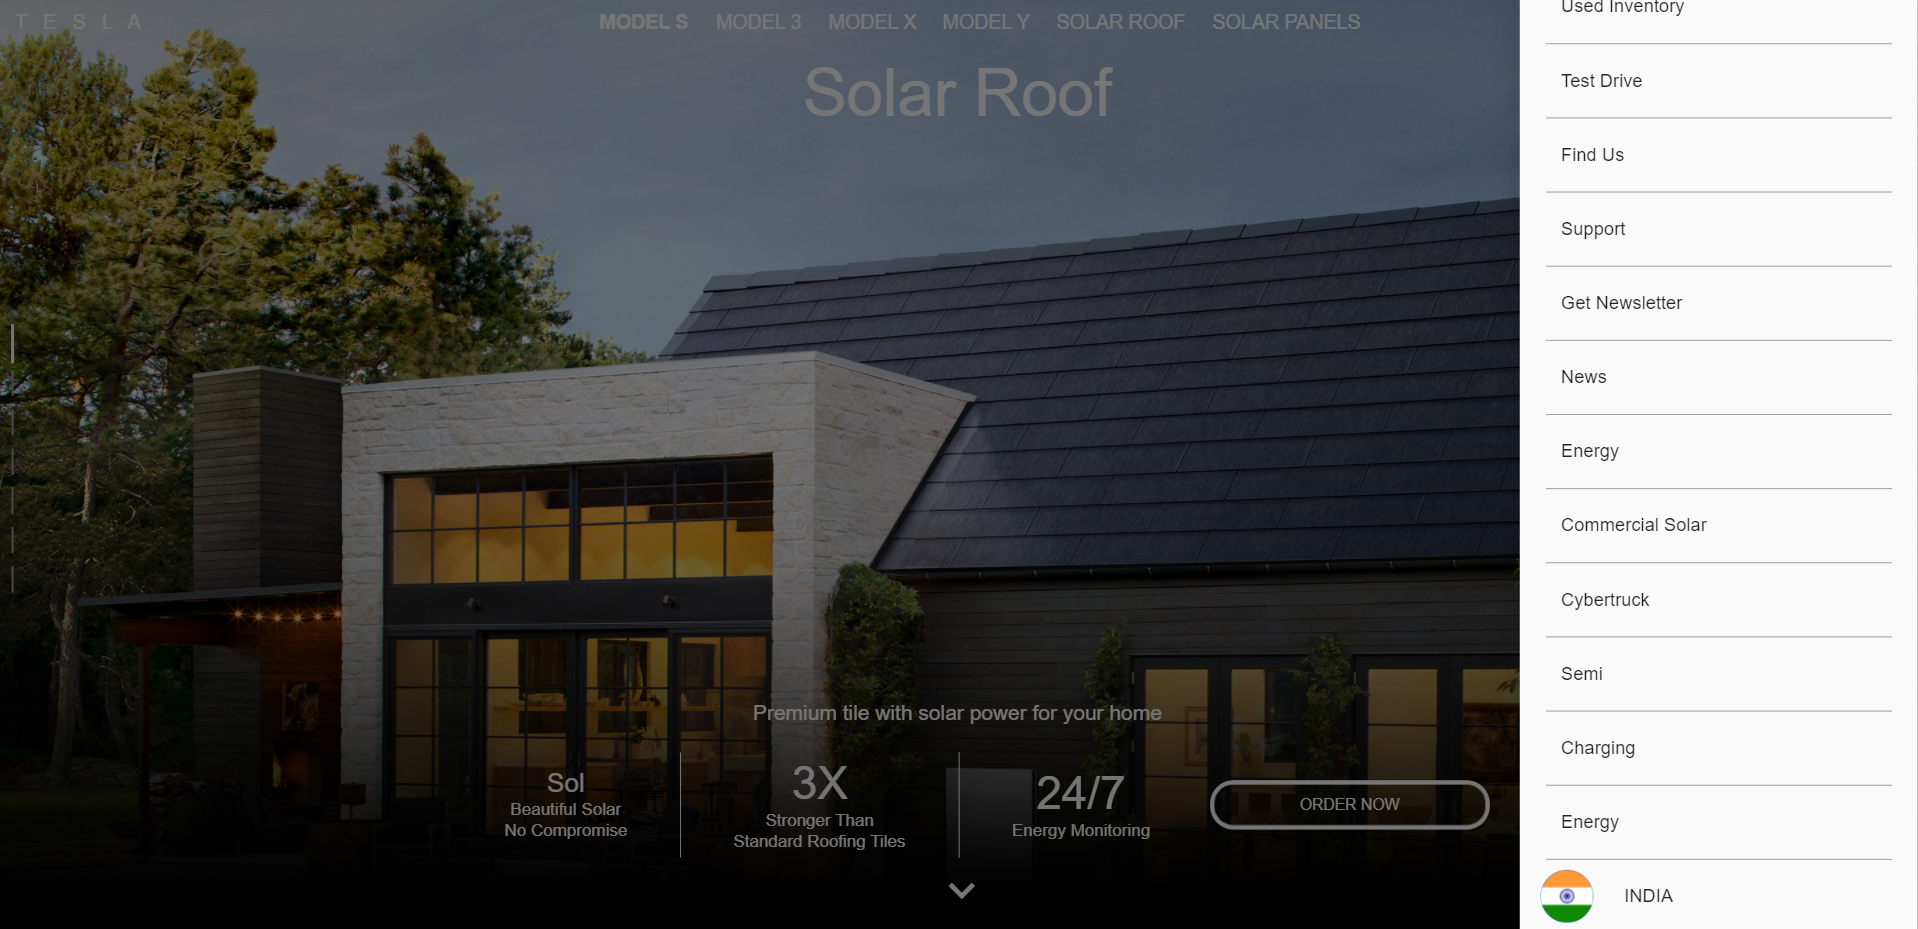 T E S L A
MODEL S MODEL 3 MODEL X MODEL Y SOLAR ROOF SOLAR PANELS
Solar Roof
Premium tile with solar power for your home
Sol
Beautiful Solar
No Compromise
3X
Stronger Than
Standard Roofing Tiles
24/7
Energy Monitoring
ORDER NOW
Used Inventory
Test Drive
Find Us
Support
Get Newsletter
News
Energy
Commercial Solar
Cybertruck
Semi
Charging
Energy
INDIA